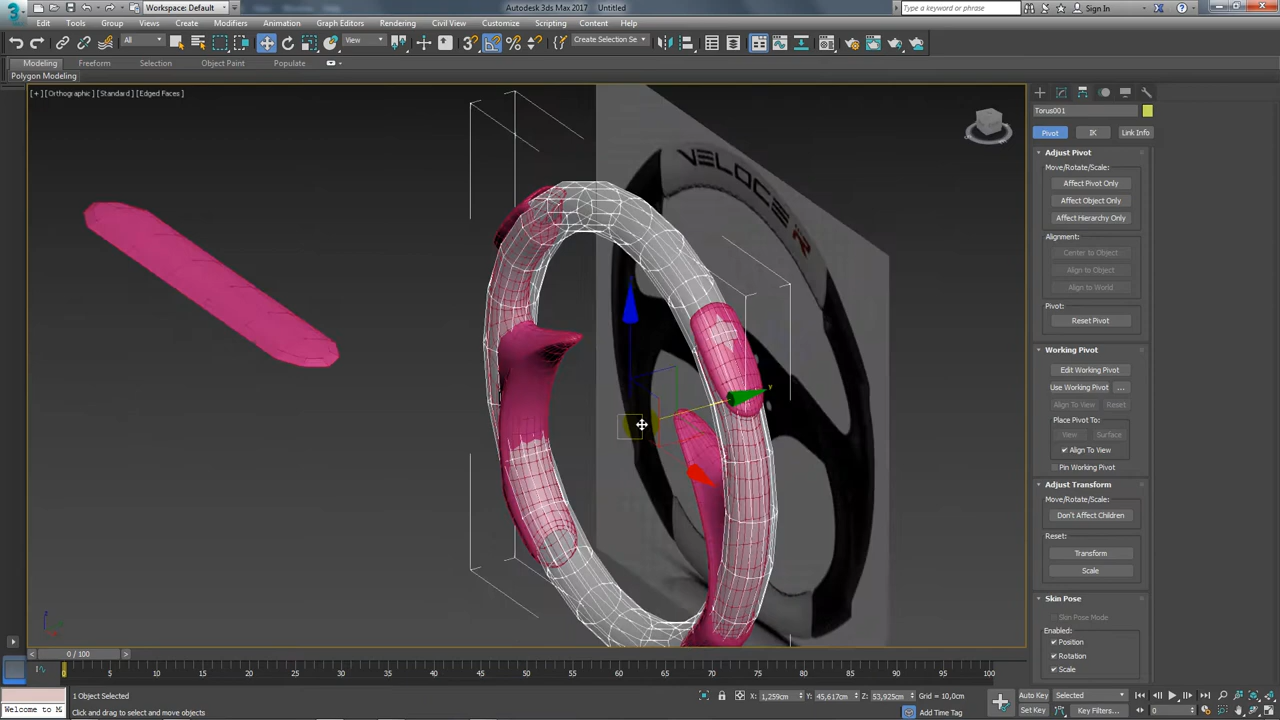 Workspace: Default
Autodesk 3ds Max 2017 Untitled
Type a keyword or phrase
Sign In
Edit Tools Group Views Create Modifiers Animation Graph Editors Rendering Civil View Customize Scripting Content Help
All View Create Selection Se
Modeling Freeform Selection Object Paint Populate
Polygon Modeling
[+] [Orthographic] [Standard] [Edged Faces]
VELOCE R
y
Torus001
Pivot IK Link Info
Adjust Pivot
Move/Rotate/Scale:
Affect Pivot Only
Affect Object Only
Affect Hierarchy Only
Alignment:
Center to Object
Align to Object
Align to World
Pivot:
Reset Pivot
Working Pivot
Edit Working Pivot
Use Working Pivot ...
Align To View Reset
Place Pivot To:
View Surface
Align To View
Pin Working Pivot
Adjust Transform
Move/Rotate/Scale:
Don't Affect Children
Reset:
Transform
Scale
Skin Pose
Skin Pose Mode
Enabled:
Position
Rotation
Scale
0 / 100
0 5 10 15 20 25 30 35 40 45 50 55 60 65 70 75 80 85 90 95 100
1 Object Selected X: 1,259cm Y: 45,617cm Z: 53,925cm Grid = 10,0cm Auto Key Selected
Welcome to M Click and drag to select and move objects Add Time Tag Set Key Key Filters... 0